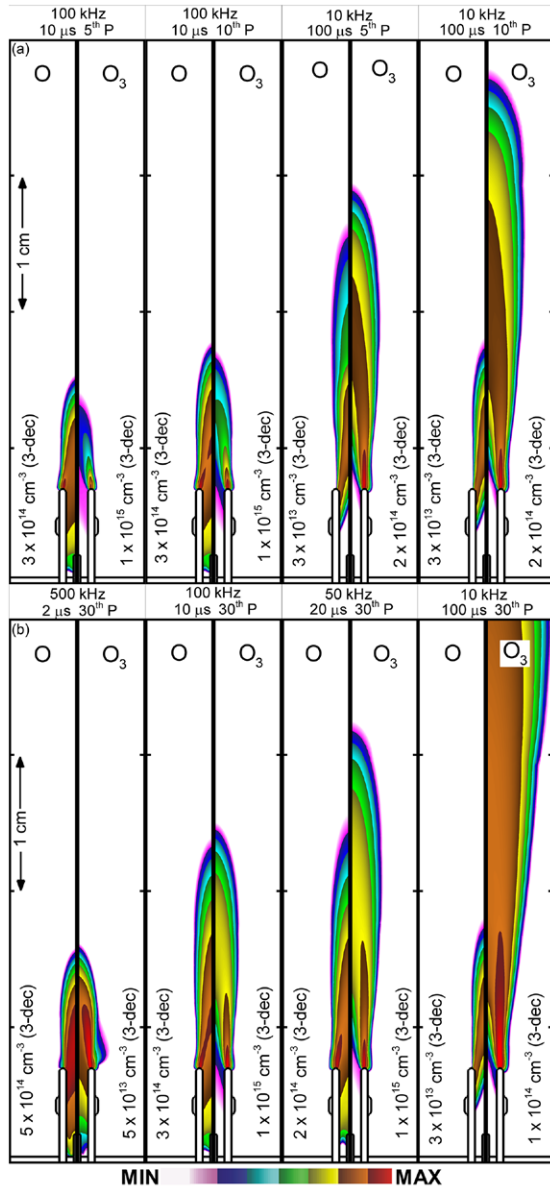 100 kHz
10 μs 5th P
100 kHz
10 μs 10th P
10 kHz
100 μs 5th P
10 kHz
100 μs 10th P
(a)
O
O3
O
O3
O
O3
O
O3
1 cm
3 x 10^14 cm^-3 (3-dec)
1 x 10^15 cm^-3 (3-dec)
3 x 10^14 cm^-3 (3-dec)
1 x 10^15 cm^-3 (3-dec)
3 x 10^13 cm^-3 (3-dec)
2 x 10^14 cm^-3 (3-dec)
3 x 10^13 cm^-3 (3-dec)
2 x 10^14 cm^-3 (3-dec)
500 kHz
2 μs 30th P
100 kHz
10 μs 30th P
50 kHz
20 μs 30th P
10 kHz
100 μs 30th P
(b)
O
O3
O
O3
O
O3
O
O3
1 cm
5 x 10^14 cm^-3 (3-dec)
5 x 10^13 cm^-3 (3-dec)
3 x 10^14 cm^-3 (3-dec)
1 x 10^15 cm^-3 (3-dec)
2 x 10^14 cm^-3 (3-dec)
1 x 10^15 cm^-3 (3-dec)
3 x 10^13 cm^-3 (3-dec)
1 x 10^14 cm^-3 (3-dec)
MIN
MAX